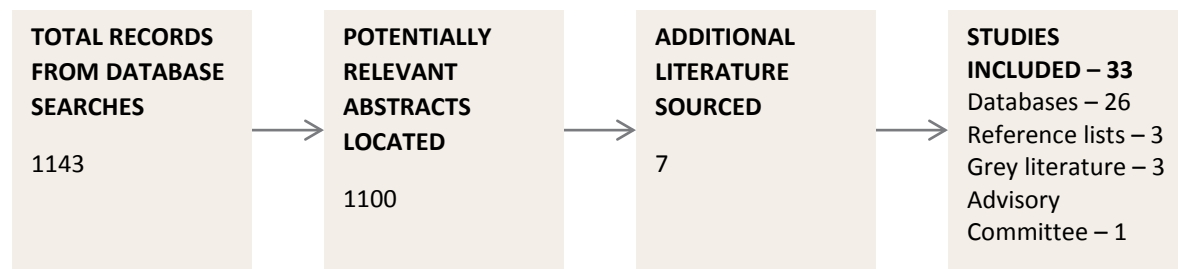 TOTAL RECORDS
FROM DATABASE
SEARCHES
1143
POTENTIALLY
RELEVANT
ABSTRACTS
LOCATED
1100
ADDITIONAL
LITERATURE
SOURCED
7
STUDIES
INCLUDED – 33
Databases – 26
Reference lists – 3
Grey literature – 3
Advisory
Committee – 1